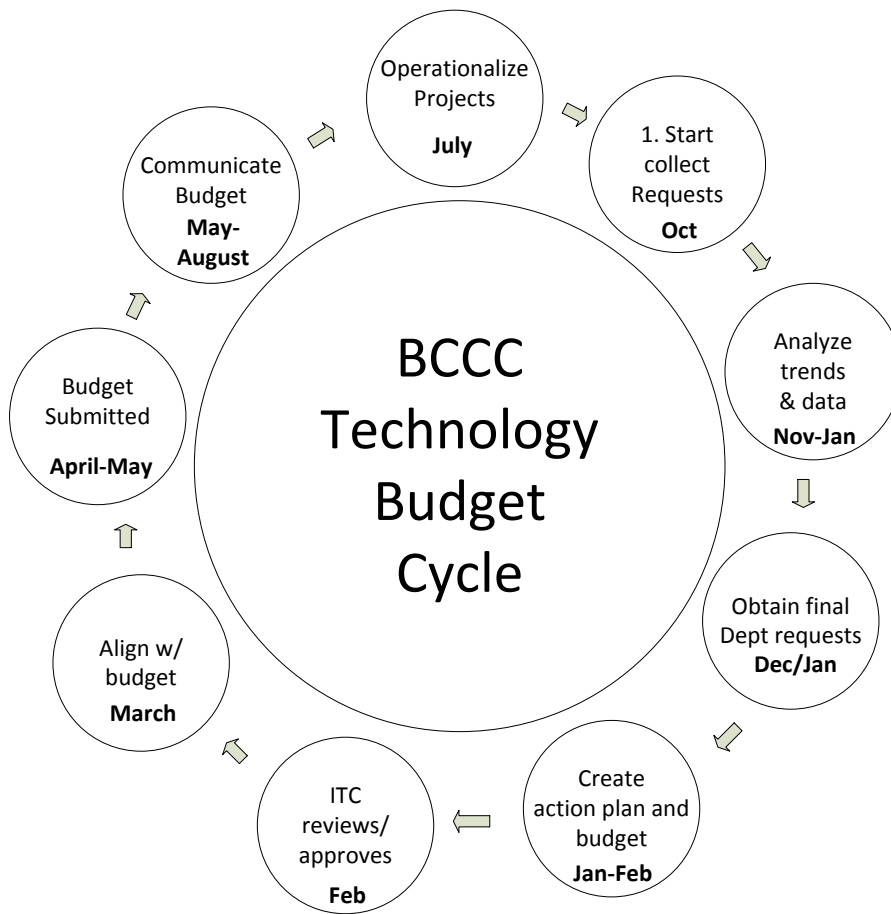 BCCC
Technology
Budget
Cycle
Operationalize
Projects
July
1. Start
collect
Requests
Oct
Analyze
trends
& data
Nov-Jan
Obtain final
Dept requests
Dec/Jan
Create
action plan and
budget
Jan-Feb
ITC
reviews/
approves
Feb
Align w/
budget
March
Budget
Submitted
April-May
Communicate
Budget
May-
August